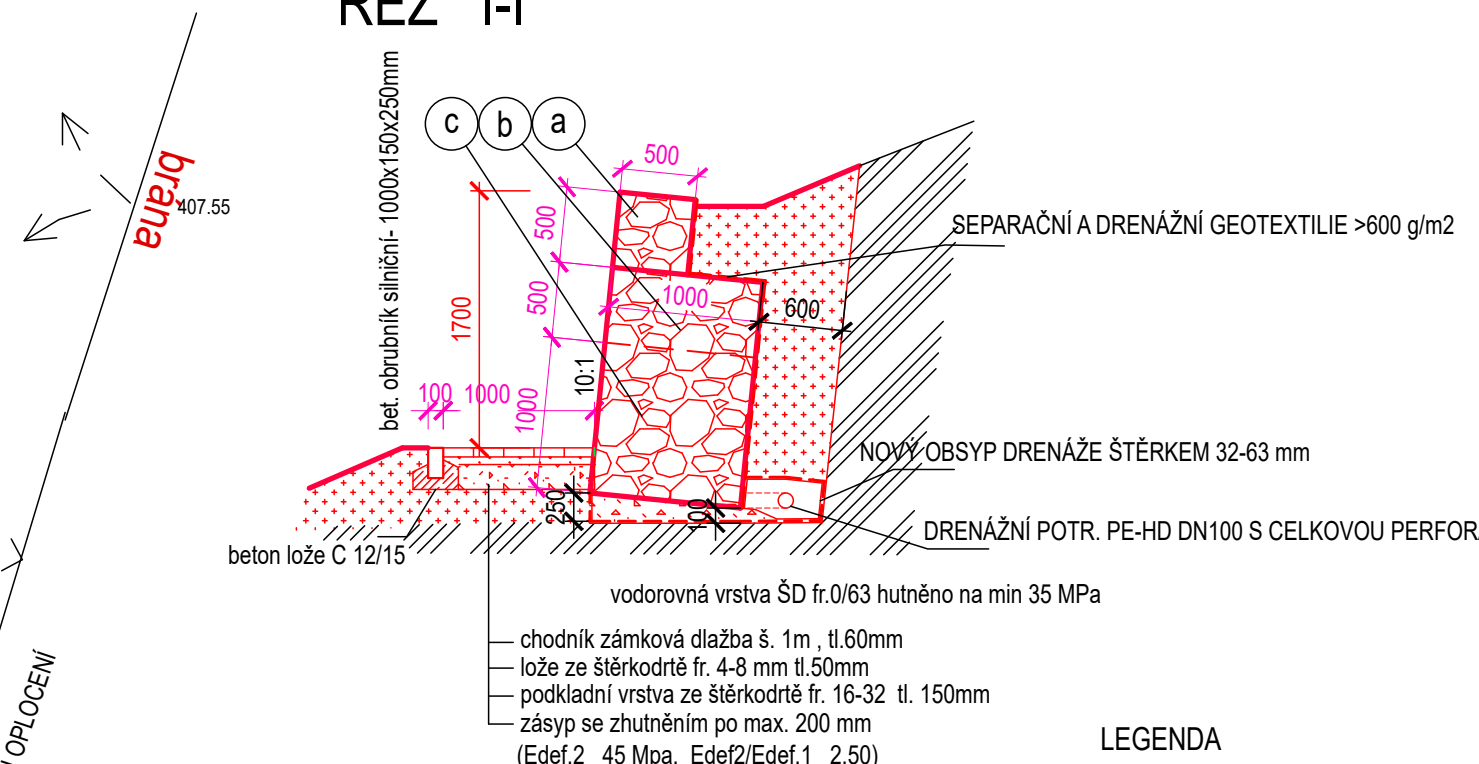 ŘEZ 1-1
bet. obrubník silniční- 1000x150x250mm
c
b
a
500
brána
407.55
SEPARAČNÍ A DRENÁŽNÍ GEOTEXTILIE >600 g/m2
500
1000
600
500
1700
10:1
100
1000
1000
NOVÝ OBSYP DRENÁŽE ŠTĚRKEM 32-63 mm
250
100
DRENÁŽNÍ POTR. PE-HD DN100 S CELKOVOU PERFOR
beton lože C 12/15
vodorovná vrstva ŠD fr.0/63 hutněno na min 35 MPa
chodník zámková dlažba š. 1m , tl.60mm
lože ze štěrkodrtě fr. 4-8 mm tl.50mm
podkladní vrstva ze štěrkodrtě fr. 16-32 tl. 150mm
zásyp se zhutněním po max. 200 mm
(Edef.2 45 Mpa, Edef2/Edef.1 2.50)
OPLOCENÍ
LEGENDA